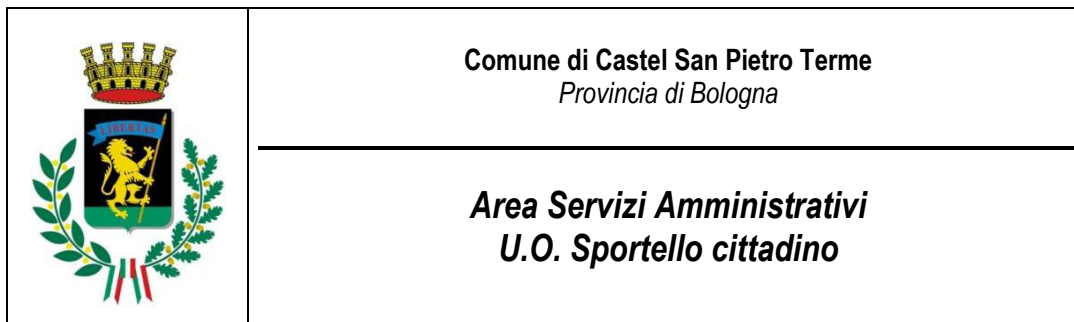 LIBERTAS
Comune di Castel San Pietro Terme
Provincia di Bologna
Area Servizi Amministrativi
U.O. Sportello cittadino